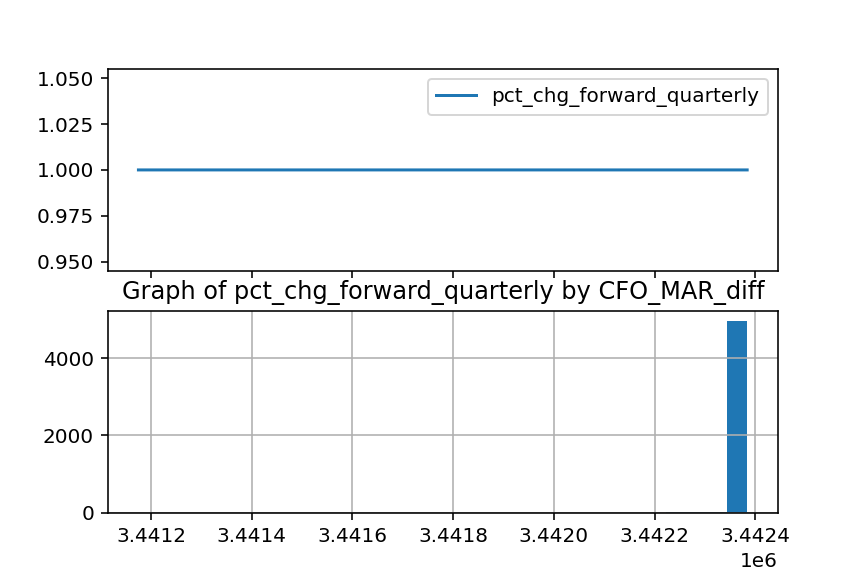 1.050
1.025
1.000
0.975
0.950
pct_chg_forward_quarterly
Graph of pct_chg_forward_quarterly by CFO_MAR_diff
4000
2000
0
3.4412 3.4414 3.4416 3.4418 3.4420 3.4422 3.4424
1e6